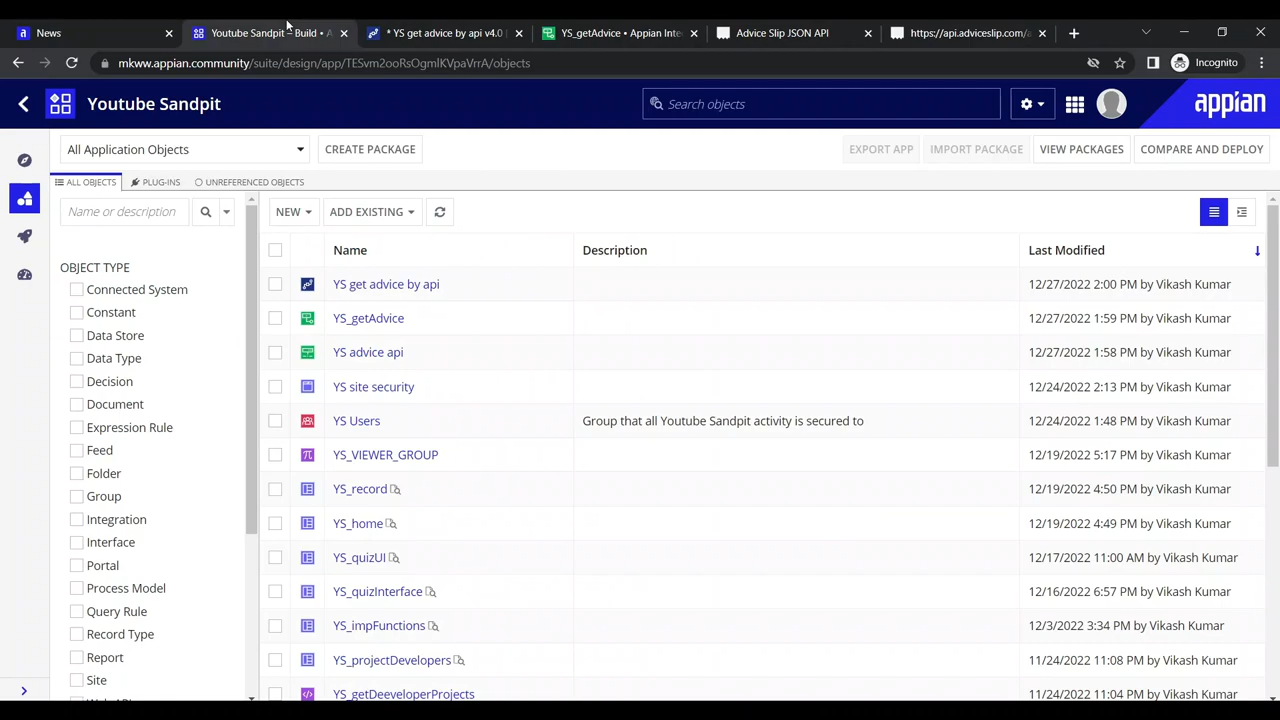 News
Youtube Sandpit – Build • A
* YS get advice by api v4.0
YS_getAdvice • Appian Inte
Advice Slip JSON API
https://api.adviceslip.com/a
mkww.appian.community/suite/design/app/TESvm2ooRsOgmlKVpaVrrA/objects
Incognito
Youtube Sandpit
Search objects
appian
All Application Objects
CREATE PACKAGE
EXPORT APP
IMPORT PACKAGE
VIEW PACKAGES
COMPARE AND DEPLOY
ALL OBJECTS
PLUG-INS
UNREFERENCED OBJECTS
Name or description
NEW
ADD EXISTING
OBJECT TYPE
Connected System
Constant
Data Store
Data Type
Decision
Document
Expression Rule
Feed
Folder
Group
Integration
Interface
Portal
Process Model
Query Rule
Record Type
Report
Site
Name Description Last Modified
YS get advice by api 12/27/2022 2:00 PM by Vikash Kumar
YS_getAdvice 12/27/2022 1:59 PM by Vikash Kumar
YS advice api 12/27/2022 1:58 PM by Vikash Kumar
YS site security 12/24/2022 2:13 PM by Vikash Kumar
YS Users Group that all Youtube Sandpit activity is secured to 12/24/2022 1:48 PM by Vikash Kumar
YS_VIEWER_GROUP 12/19/2022 5:17 PM by Vikash Kumar
YS_record 12/19/2022 4:50 PM by Vikash Kumar
YS_home 12/19/2022 4:49 PM by Vikash Kumar
YS_quizUI 12/17/2022 11:00 AM by Vikash Kumar
YS_quizInterface 12/16/2022 6:57 PM by Vikash Kumar
YS_impFunctions 12/3/2022 3:34 PM by Vikash Kumar
YS_projectDevelopers 11/24/2022 11:08 PM by Vikash Kumar
YS_getDeeveloperProjects 11/24/2022 11:04 PM by Vikash Kumar